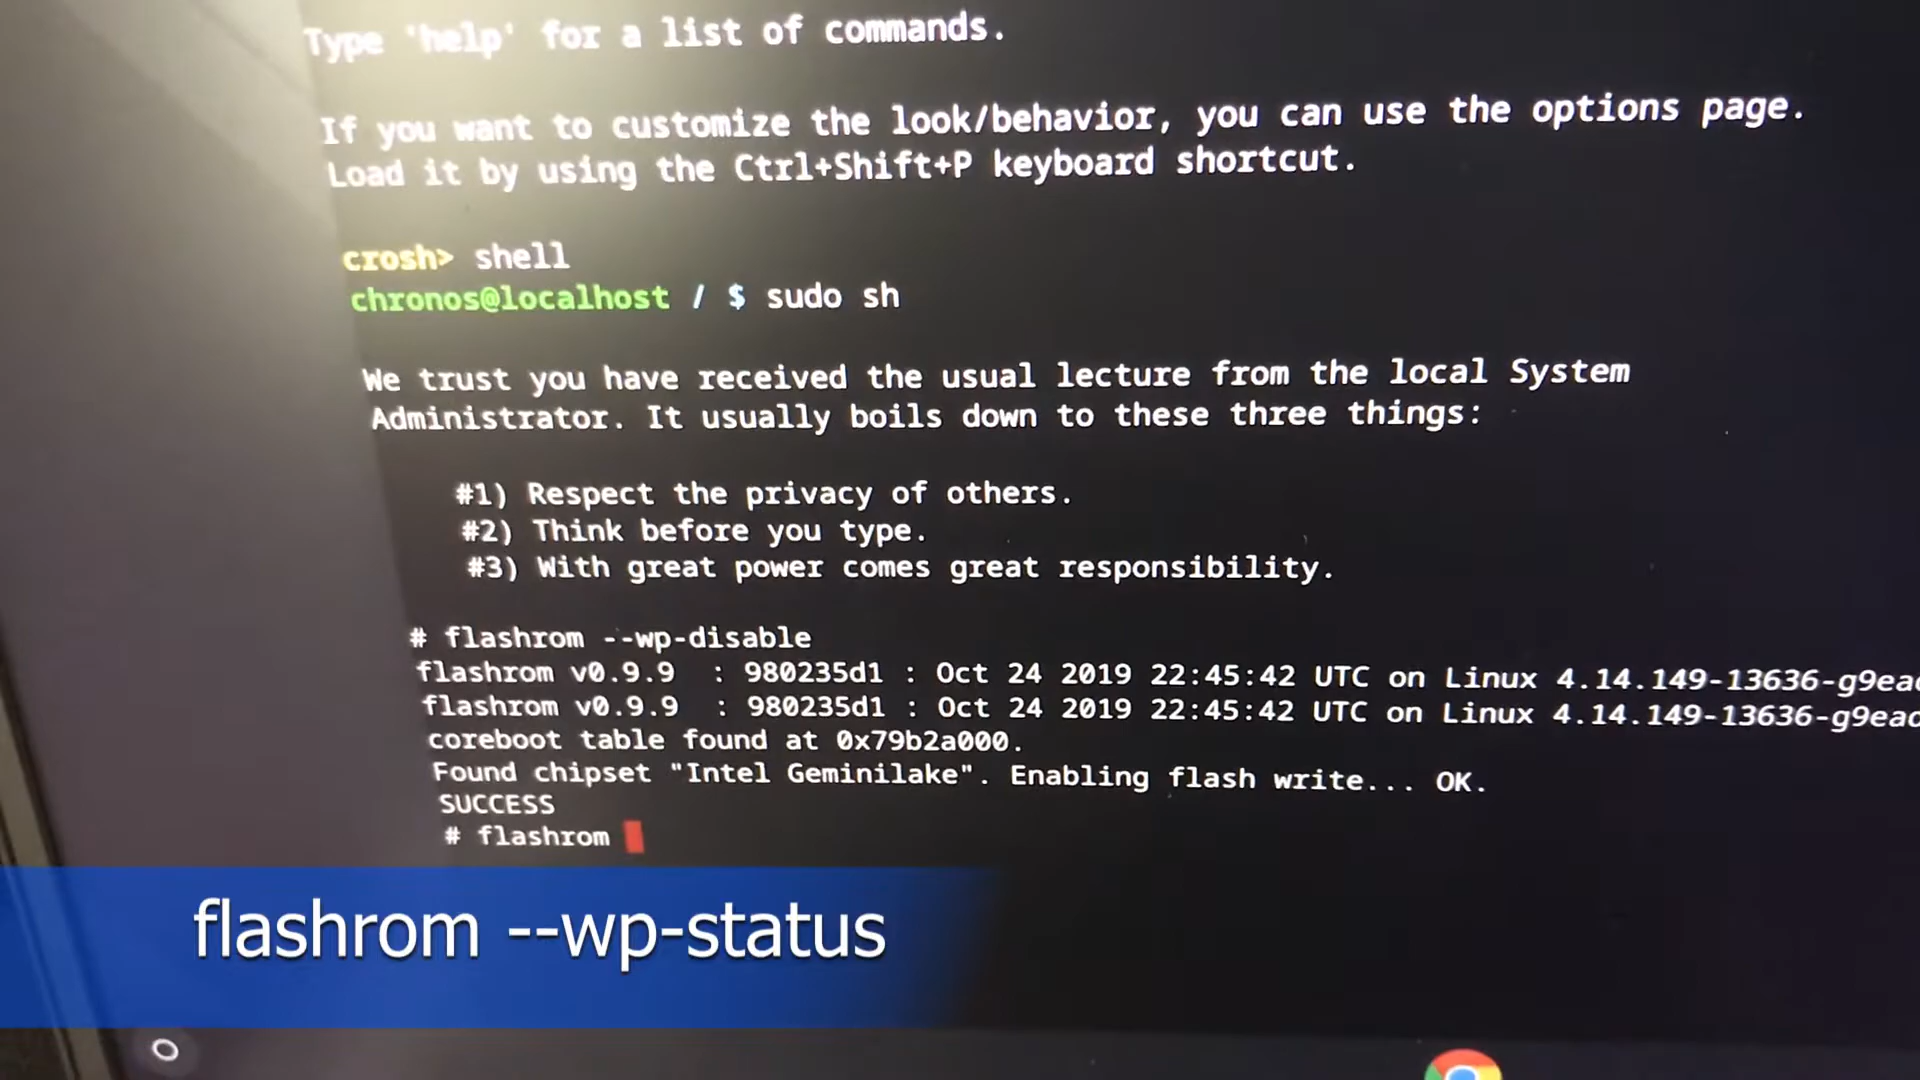 Type 'help' for a list of commands.
If you want to customize the look/behavior, you can use the options page.
Load it by using the Ctrl+Shift+P keyboard shortcut.
crosh> shell
chronos@localhost / $ sudo sh
We trust you have received the usual lecture from the local System
Administrator. It usually boils down to these three things:
#1) Respect the privacy of others.
#2) Think before you type.
#3) With great power comes great responsibility.
# flashrom --wp-disable
flashrom v0.9.9  : 980235d1 : Oct 24 2019 22:45:42 UTC on Linux 4.14.149-13636-g9ead
flashrom v0.9.9  : 980235d1 : Oct 24 2019 22:45:42 UTC on Linux 4.14.149-13636-g9ead
coreboot table found at 0x79b2a000.
Found chipset "Intel Geminilake". Enabling flash write... OK.
SUCCESS
# flashrom
flashrom --wp-status